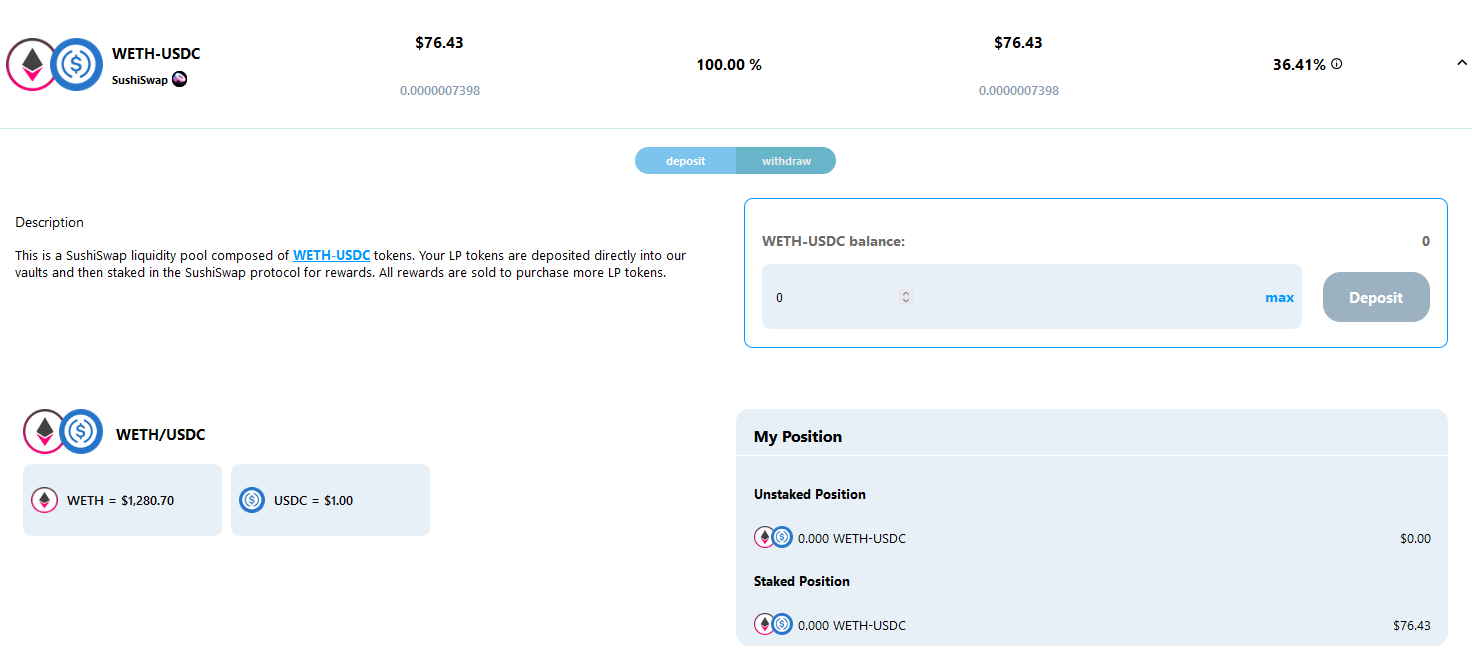 WETH-USDC
SushiSwap
$76.43
0.0000007398
100.00 %
$76.43
0.0000007398
36.41%
deposit
withdraw
Description
This is a SushiSwap liquidity pool composed of WETH-USDC tokens. Your LP tokens are deposited directly into our
vaults and then staked in the SushiSwap protocol for rewards. All rewards are sold to purchase more LP tokens.
WETH-USDC balance:
0
0
max
Deposit
WETH/USDC
WETH = $1,280.70
USDC = $1.00
My Position
Unstaked Position
0.000 WETH-USDC
$0.00
Staked Position
0.000 WETH-USDC
$76.43